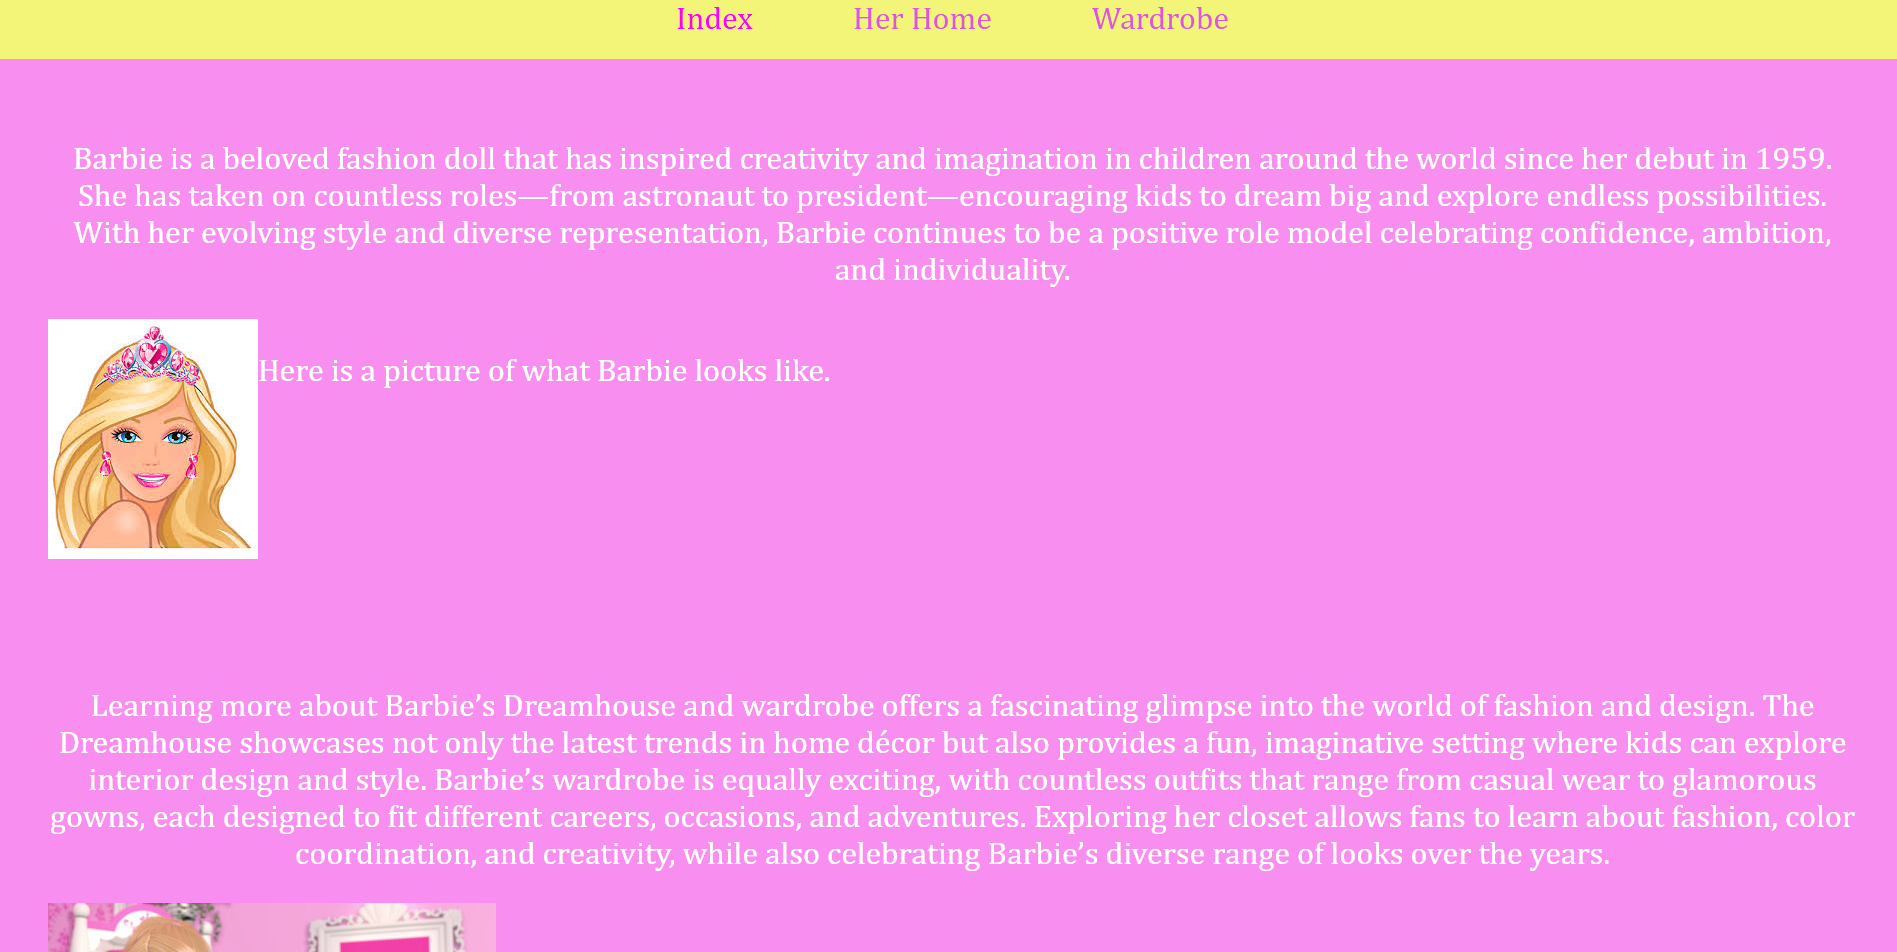 Index Her Home Wardrobe
Barbie is a beloved fashion doll that has inspired creativity and imagination in children around the world since her debut in 1959.
She has taken on countless roles—from astronaut to president—encouraging kids to dream big and explore endless possibilities.
With her evolving style and diverse representation, Barbie continues to be a positive role model celebrating confidence, ambition,
and individuality.
Here is a picture of what Barbie looks like.
Learning more about Barbie’s Dreamhouse and wardrobe offers a fascinating glimpse into the world of fashion and design. The
Dreamhouse showcases not only the latest trends in home décor but also provides a fun, imaginative setting where kids can explore
interior design and style. Barbie’s wardrobe is equally exciting, with countless outfits that range from casual wear to glamorous
gowns, each designed to fit different careers, occasions, and adventures. Exploring her closet allows fans to learn about fashion, color
coordination, and creativity, while also celebrating Barbie’s diverse range of looks over the years.